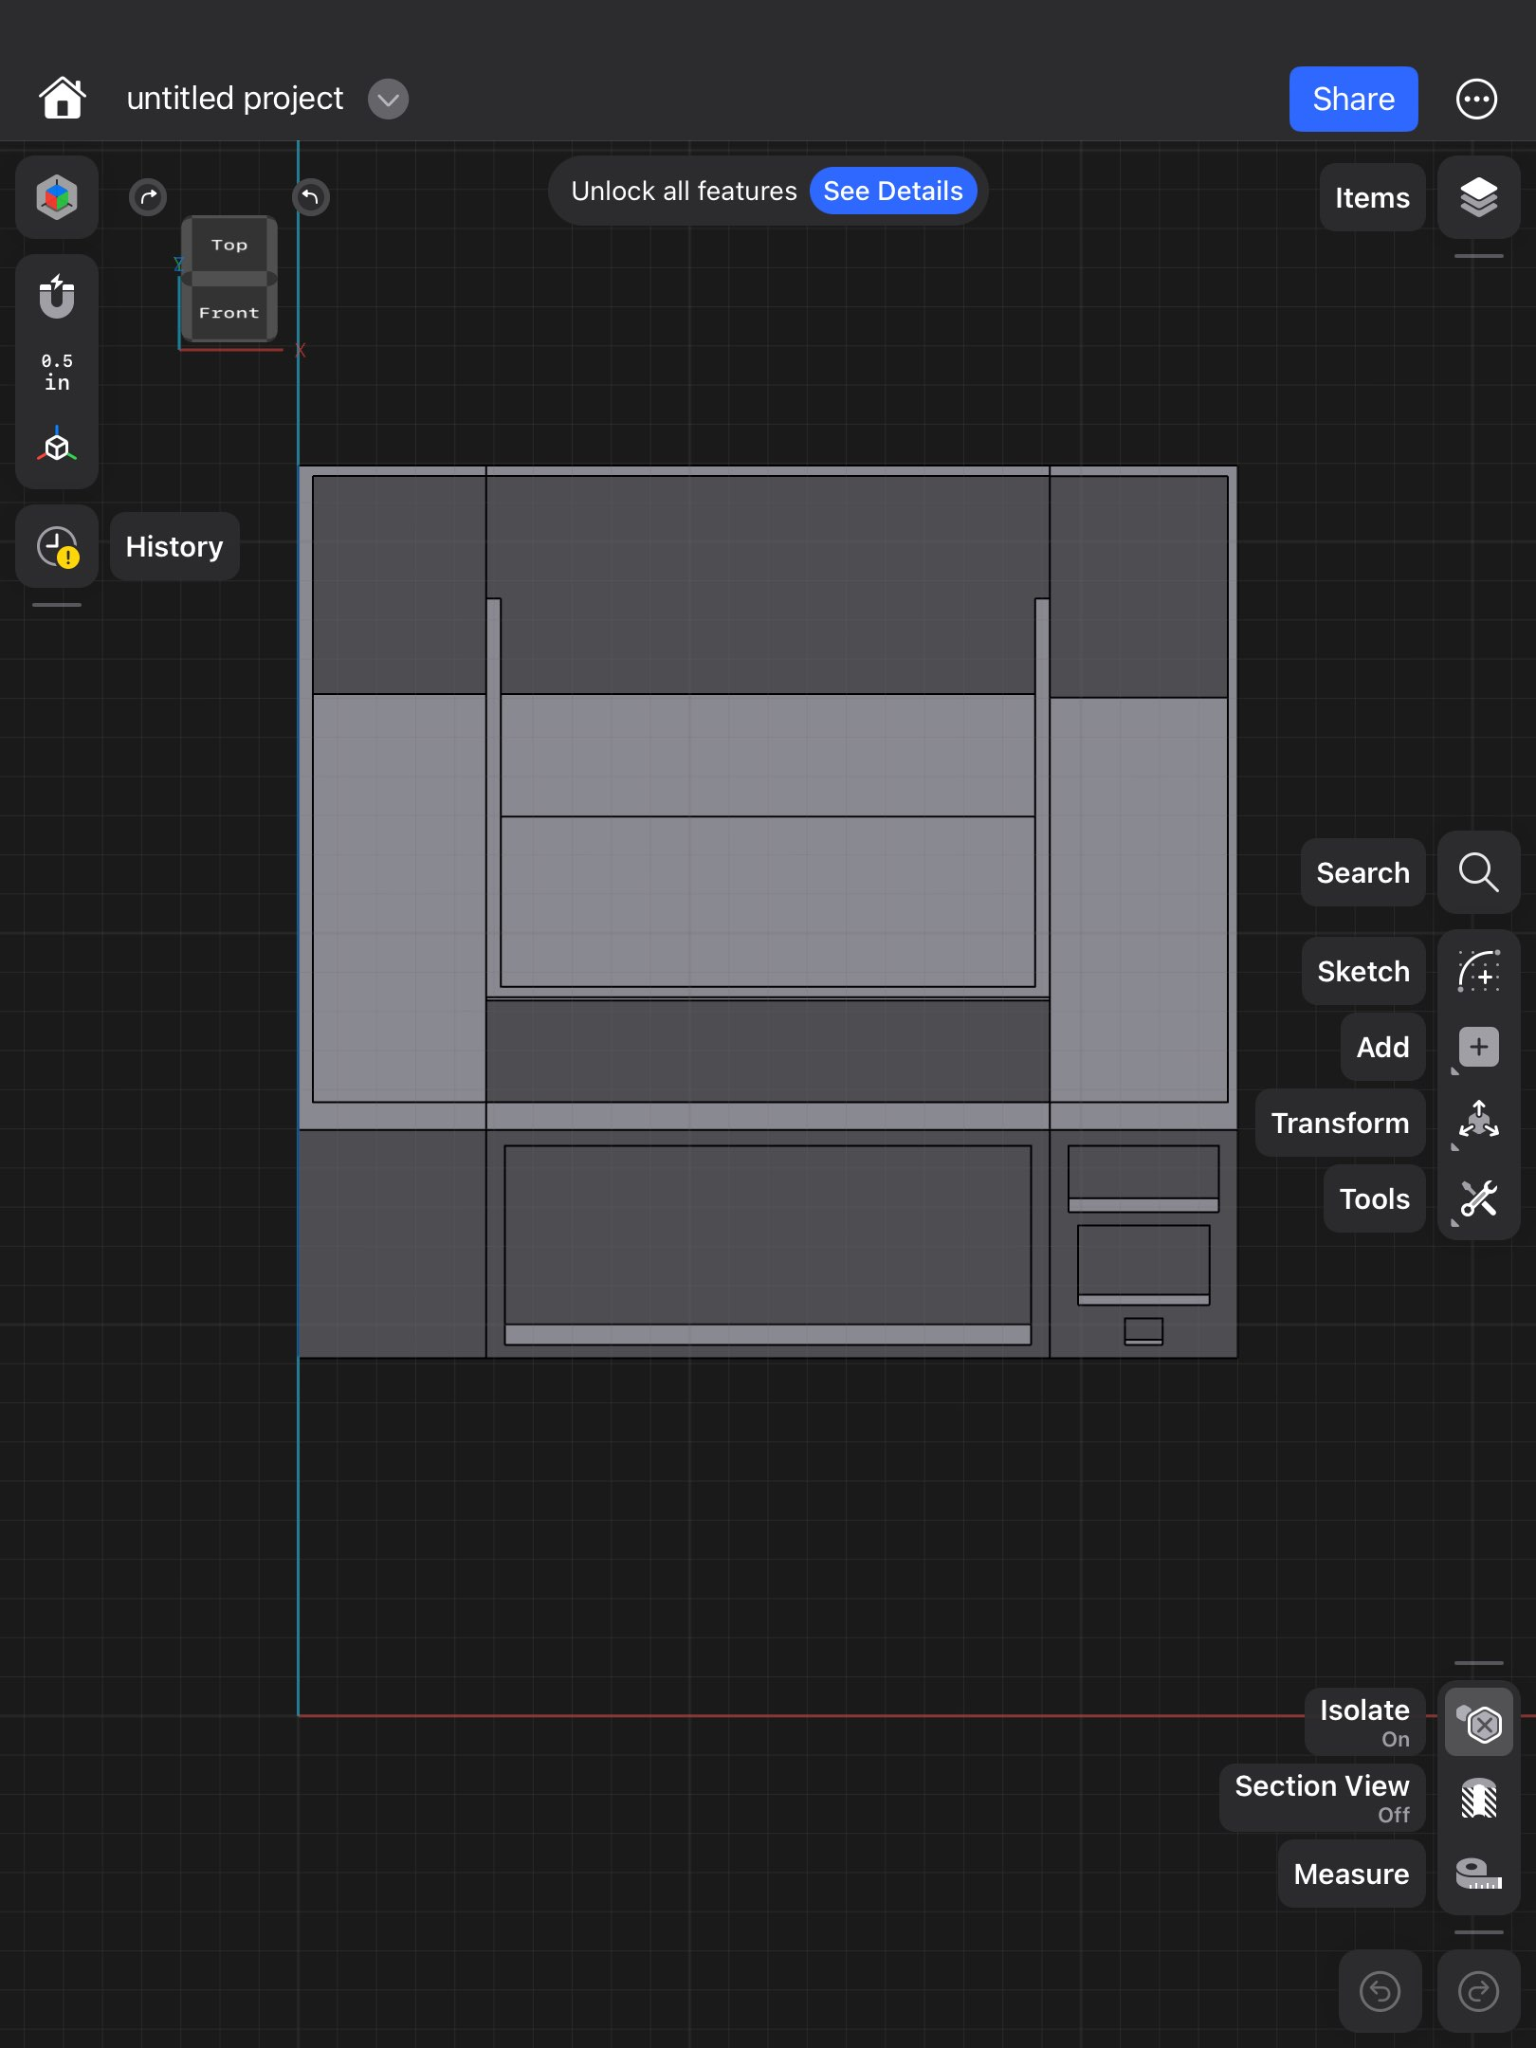 untitled project
Share
Unlock all features See Details
Items
Top
Y
Front
X
0.5
in
History
Search
Sketch
Add
Transform
Tools
Isolate
On
Section View
Off
Measure